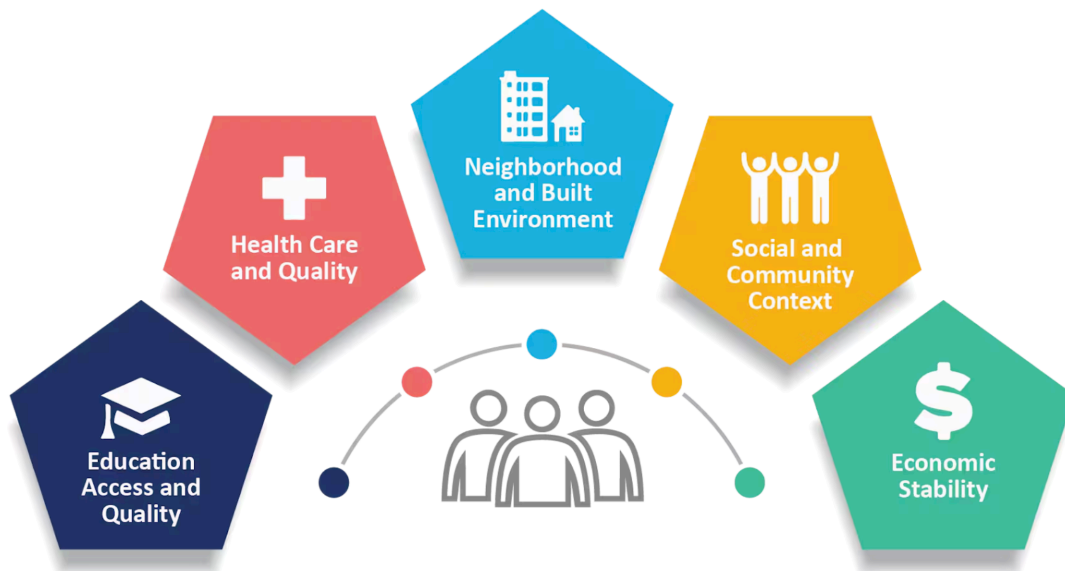 Education
Access and
Quality
Health Care
and Quality
Neighborhood
and Built
Environment
Social and
Community
Context
$
Economic
Stability